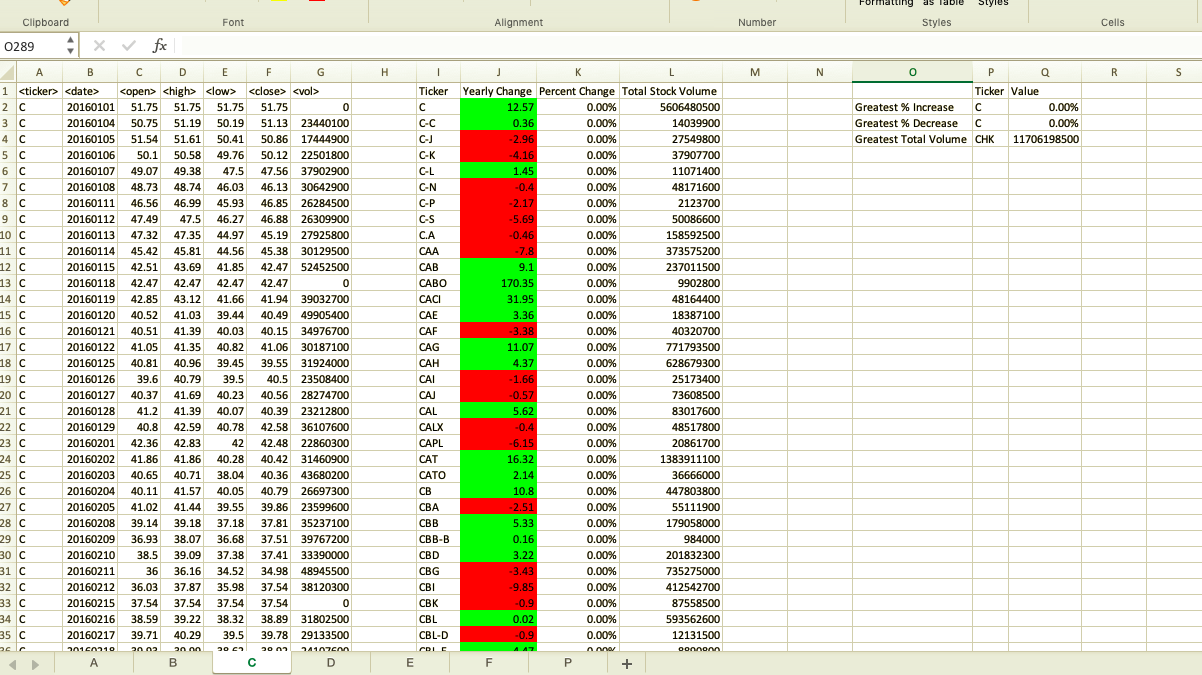 Formatting as Table Styles
Clipboard Font Alignment Number Styles Cells
O289 fx
A B C D E F G H I J K L M N O P Q R S
1 <ticker> <date> <open> <high> <low> <close> <vol> Ticker Yearly Change Percent Change Total Stock Volume Ticker Value
2 C 20160101 51.75 51.75 51.75 51.75 0 C 12.57 0.00% 5606480500 Greatest % Increase C 0.00%
3 C 20160104 50.75 51.19 50.19 51.13 23440100 C-C 0.36 0.00% 14039900 Greatest % Decrease C 0.00%
4 C 20160105 51.54 51.61 50.41 50.86 17444900 C-J -2.96 0.00% 27549800 Greatest Total Volume CHK 11706198500
5 C 20160106 50.1 50.58 49.76 50.12 22501800 C-K -4.16 0.00% 37907700
6 C 20160107 49.07 49.38 47.5 47.56 37902900 C-L 1.45 0.00% 11071400
7 C 20160108 48.73 48.74 46.03 46.13 30642900 C-N -0.4 0.00% 48171600
8 C 20160111 46.56 46.99 45.93 46.85 26284500 C-P -2.17 0.00% 2123700
9 C 20160112 47.49 47.5 46.27 46.88 26309900 C-S -5.69 0.00% 50086600
10 C 20160113 47.32 47.35 44.97 45.19 27925800 C.A -0.46 0.00% 158592500
11 C 20160114 45.42 45.81 44.56 45.38 30129500 CAA -7.8 0.00% 373575200
12 C 20160115 42.51 43.69 41.85 42.47 52452500 CAB 9.1 0.00% 237011500
13 C 20160118 42.47 42.47 42.47 42.47 0 CABO 170.35 0.00% 9902800
14 C 20160119 42.85 43.12 41.66 41.94 39032700 CACI 31.95 0.00% 48164400
15 C 20160120 40.52 41.03 39.44 40.49 49905400 CAE 3.36 0.00% 18387100
16 C 20160121 40.51 41.39 40.03 40.15 34976700 CAF -3.38 0.00% 40320700
17 C 20160122 41.05 41.35 40.82 41.06 30187100 CAG 11.07 0.00% 771793500
18 C 20160125 40.81 40.96 39.45 39.55 31924000 CAH 4.37 0.00% 628679300
19 C 20160126 39.6 40.79 39.5 40.5 23508400 CAI -1.66 0.00% 25173400
20 C 20160127 40.37 41.69 40.23 40.56 28274700 CAJ -0.57 0.00% 73608500
21 C 20160128 41.2 41.39 40.07 40.39 23212800 CAL 5.62 0.00% 83017600
22 C 20160129 40.8 42.59 40.78 42.58 36107600 CALX -0.4 0.00% 48517800
23 C 20160201 42.36 42.83 42 42.48 22860300 CAPL -6.15 0.00% 20861700
24 C 20160202 41.86 41.86 40.28 40.42 31460900 CAT 16.32 0.00% 1383911100
25 C 20160203 40.65 40.71 38.04 40.36 43680200 CATO 2.14 0.00% 36666000
26 C 20160204 40.11 41.57 40.05 40.79 26697300 CB 10.8 0.00% 447803800
27 C 20160205 41.02 41.44 39.55 39.86 23599600 CBA -2.51 0.00% 55111900
28 C 20160208 39.14 39.18 37.18 37.81 35237100 CBB 5.33 0.00% 179058000
29 C 20160209 36.93 38.07 36.68 37.51 39767200 CBB-B 0.16 0.00% 984000
30 C 20160210 38.5 39.09 37.38 37.41 33390000 CBD 3.22 0.00% 201832300
31 C 20160211 36 36.16 34.52 34.98 48945500 CBG -3.43 0.00% 735275000
32 C 20160212 36.03 37.87 35.98 37.54 38120300 CBI -9.85 0.00% 412542700
33 C 20160215 37.54 37.54 37.54 37.54 0 CBK -0.9 0.00% 87558500
34 C 20160216 38.59 39.22 38.32 38.89 31802500 CBL 0.02 0.00% 593562600
35 C 20160217 39.71 40.29 39.5 39.78 29133500 CBL-D -0.9 0.00% 12131500
A B C D E F P +